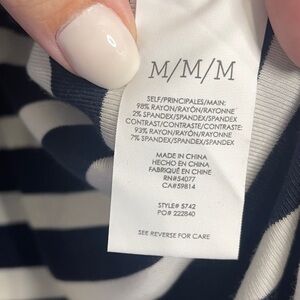 M/M/M
SELF/PRINCIPALES/MAIN:
98% RAYON/RAYÓN/RAYONNE
2% SPANDEX/SPANDEX/SPANDEX
CONTRAST/CONTRASTE/CONTRASTE:
93% RAYON/RAYÓN/RAYONNE
7% SPANDEX/SPANDEX/SPANDEX
MADE IN CHINA
HECHO EN CHINA
FABRIQUÉ EN CHINE
RN#54077
CA#59814
STYLE# 5742
PO# 222840
SEE REVERSE FOR CARE